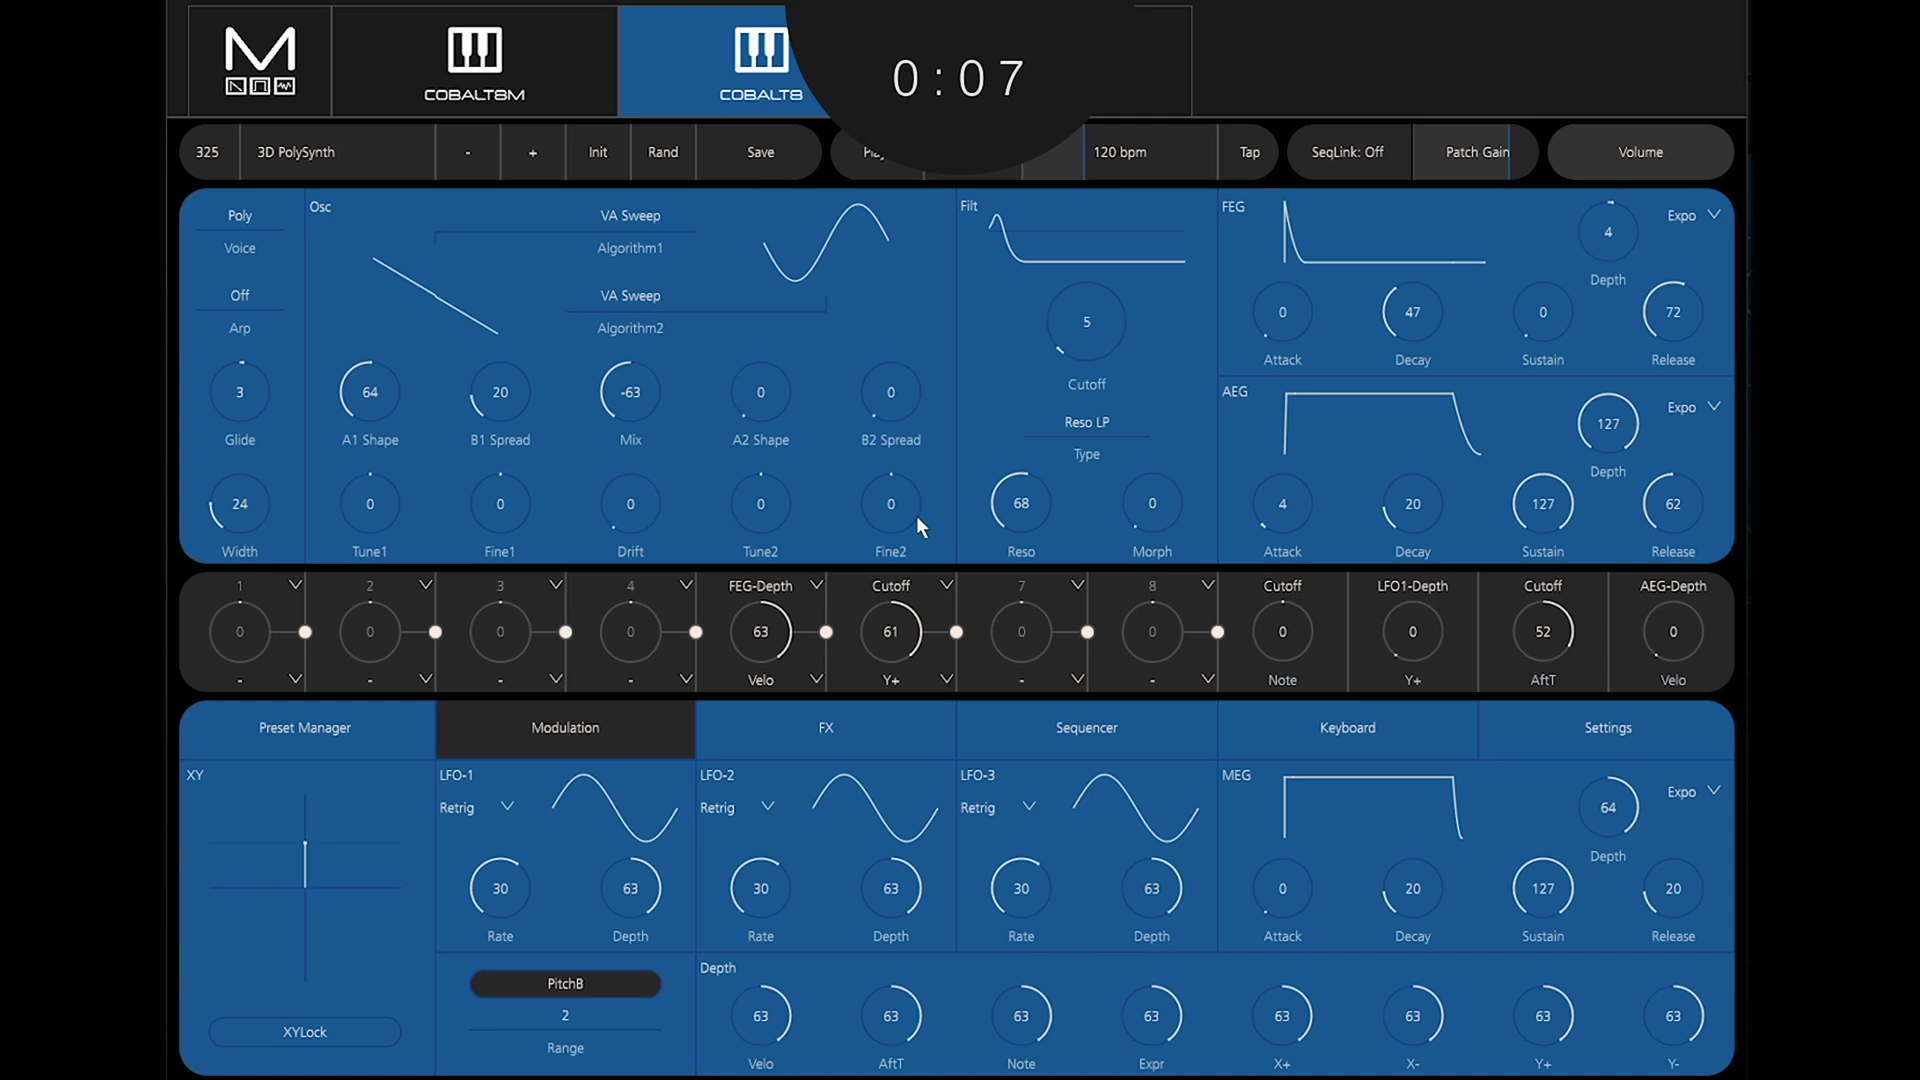 0:07
COBALT8M
COBALT8
325 3D PolySynth - + Init Rand Save 120 bpm Tap SeqLink: Off Patch Gain Volume
Poly
Voice
Off
Arp
3
Glide
24
Width
Osc
VA Sweep
Algorithm1
VA Sweep
Algorithm2
64 20 -63 0 0
A1 Shape B1 Spread Mix A2 Shape B2 Spread
0 0 0 0 0
Tune1 Fine1 Drift Tune2 Fine2
Filt
5
Cutoff
Reso LP
Type
68 0
Reso Morph
FEG
4
Depth
Expo
0 47 0 72
Attack Decay Sustain Release
AEG
127
Depth
Expo
4 20 127 62
Attack Decay Sustain Release
1 2 3 4 FEG-Depth Cutoff 7 8 Cutoff LFO1-Depth Cutoff AEG-Depth
0 0 0 0 63 61 0 0 0 0 52 0
- - - - Velo Y+ - - Note Y+ AftT Velo
Preset Manager Modulation FX Sequencer Keyboard Settings
XY
XYLock
LFO-1
Retrig
30 63
Rate Depth
LFO-2
Retrig
30 63
Rate Depth
LFO-3
Retrig
30 63
Rate Depth
MEG
64
Depth
Expo
0 20 127 20
Attack Decay Sustain Release
PitchB
2
Range
Depth
63 63 63 63 63 63 63 63
Velo AftT Note Expr X+ X- Y+ Y-